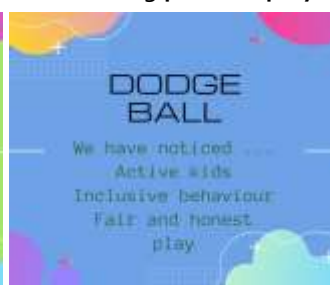 DODGE
BALL
We have noticed ...
Active kids
Inclusive behaviour
Fair and honest
play